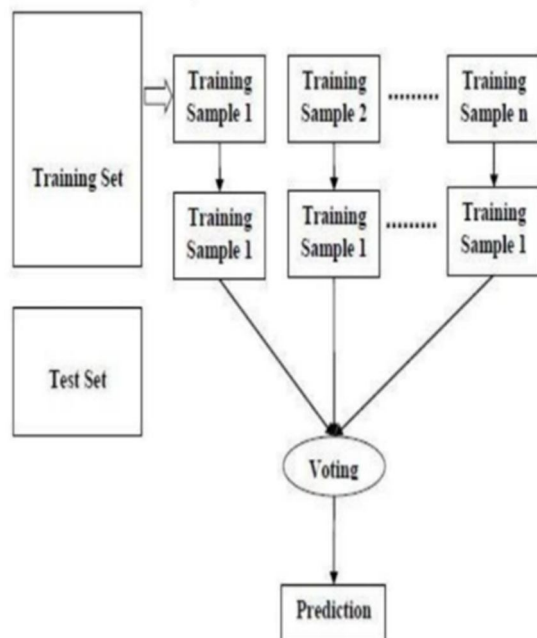 Training
Sample 1
Training
Sample 2
Training
Sample n
Training Set
Training
Sample 1
Training
Sample 1
Training
Sample 1
Test Set
Voting
Prediction